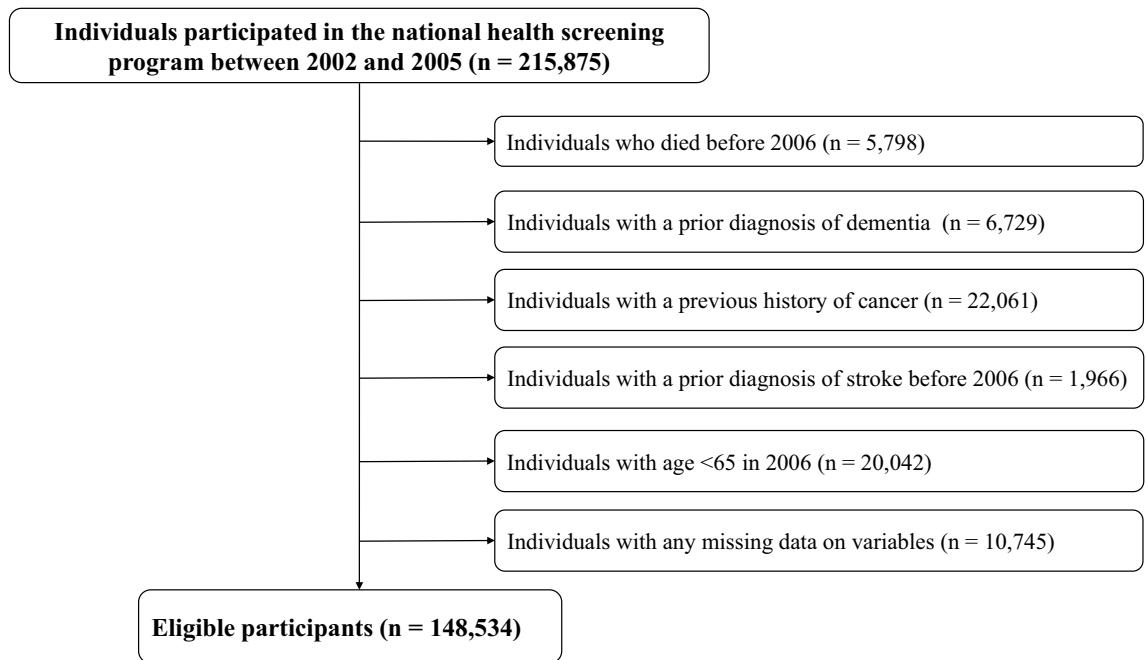 Individuals participated in the national health screening
program between 2002 and 2005 (n = 215,875)
Individuals who died before 2006 (n = 5,798)
Individuals with a prior diagnosis of dementia (n = 6,729)
Individuals with a previous history of cancer (n = 22,061)
Individuals with a prior diagnosis of stroke before 2006 (n = 1,966)
Individuals with age <65 in 2006 (n = 20,042)
Individuals with any missing data on variables (n = 10,745)
Eligible participants (n = 148,534)